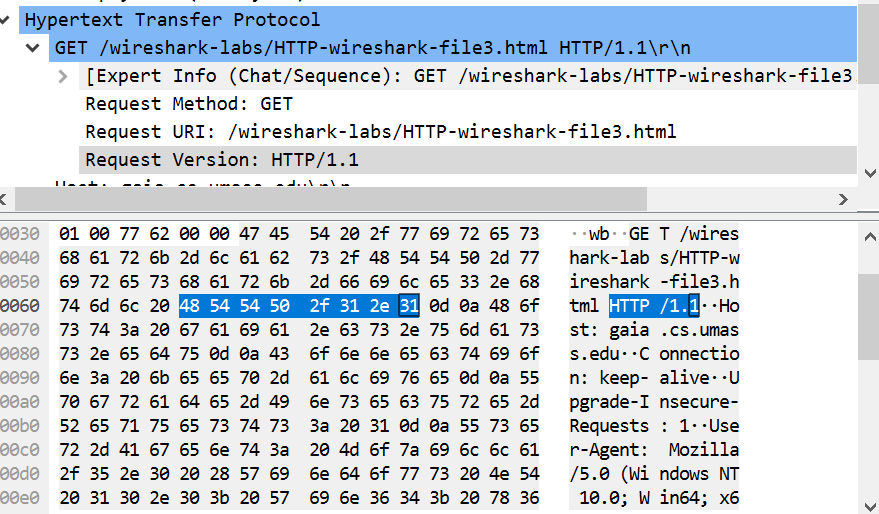 Hypertext Transfer Protocol
GET /wireshark-labs/HTTP-wireshark-file3.html HTTP/1.1\r\n
[Expert Info (Chat/Sequence): GET /wireshark-labs/HTTP-wireshark-file3.
Request Method: GET
Request URI: /wireshark-labs/HTTP-wireshark-file3.html
Request Version: HTTP/1.1
0030 01 00 77 62 00 00 47 45 54 20 2f 77 69 72 65 73 ··wb··GE T /wires
0040 68 61 72 6b 2d 6c 61 62 73 2f 48 54 54 50 2d 77 hark-lab s/HTTP-w
0050 69 72 65 73 68 61 72 6b 2d 66 69 6c 65 33 2e 68 ireshark -file3.h
0060 74 6d 6c 20 48 54 54 50 2f 31 2e 31 0d 0a 48 6f tml HTTP /1.1··Ho
0070 73 74 3a 20 67 61 69 61 2e 63 73 2e 75 6d 61 73 st: gaia .cs.umas
0080 73 2e 65 64 75 0d 0a 43 6f 6e 6e 65 63 74 69 6f s.edu··C onnectio
0090 6e 3a 20 6b 65 65 70 2d 61 6c 69 76 65 0d 0a 55 n: keep- alive··U
00a0 70 67 72 61 64 65 2d 49 6e 73 65 63 75 72 65 2d pgrade-I nsecure-
00b0 52 65 71 75 65 73 74 73 3a 20 31 0d 0a 55 73 65 Requests : 1··Use
00c0 72 2d 41 67 65 6e 74 3a 20 4d 6f 7a 69 6c 6c 61 r-Agent: Mozilla
00d0 2f 35 2e 30 20 28 57 69 6e 64 6f 77 73 20 4e 54 /5.0 (Wi ndows NT
00e0 20 31 30 2e 30 3b 20 57 69 6e 36 34 3b 20 78 36 10.0; W in64; x6